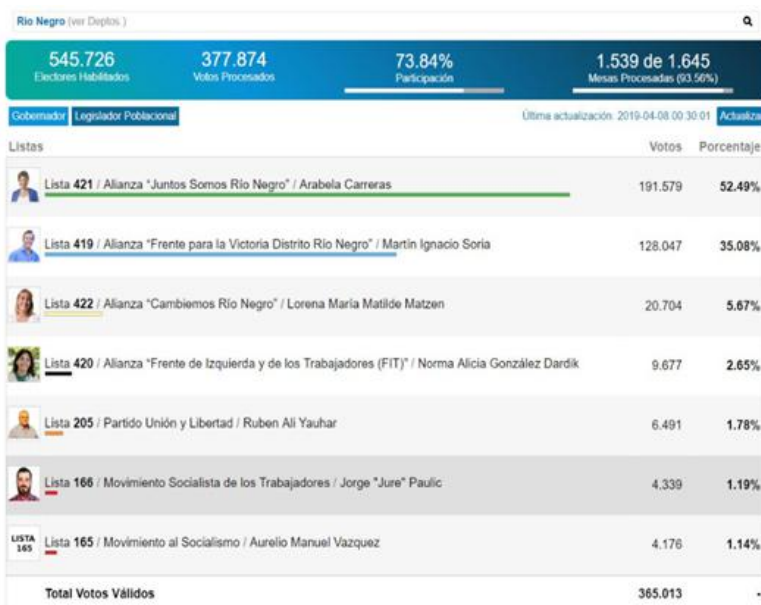 Rio Negro (ver Deptos.)
545.726 377.874 73.84% 1.539 de 1.645
Electores Habilitados Votos Procesados Participación Mesas Procesadas (93.56%)
Gobernador Legislador Poblacional Última actualización: 2019-04-08 00:30:01 Actualiza
Listas Votos Porcentaje
Lista 421 / Alianza "Juntos Somos Río Negro" / Arabela Carreras 191.579 52.49%
Lista 419 / Alianza "Frente para la Victoria Distrito Río Negro" / Martin Ignacio Soria 128.047 35.08%
Lista 422 / Alianza "Cambiemos Río Negro" / Lorena María Matilde Matzen 20.704 5.67%
Lista 420 / Alianza "Frente de Izquierda y de los Trabajadores (FIT)" / Norma Alicia González Dardik 9.677 2.65%
Lista 205 / Partido Unión y Libertad / Ruben Ali Yauhar 6.491 1.78%
Lista 166 / Movimiento Socialista de los Trabajadores / Jorge "Jure" Paulic 4.339 1.19%
LISTA 165 Lista 165 / Movimiento al Socialismo / Aurelio Manuel Vazquez 4.176 1.14%
Total Votos Válidos 365.013 -